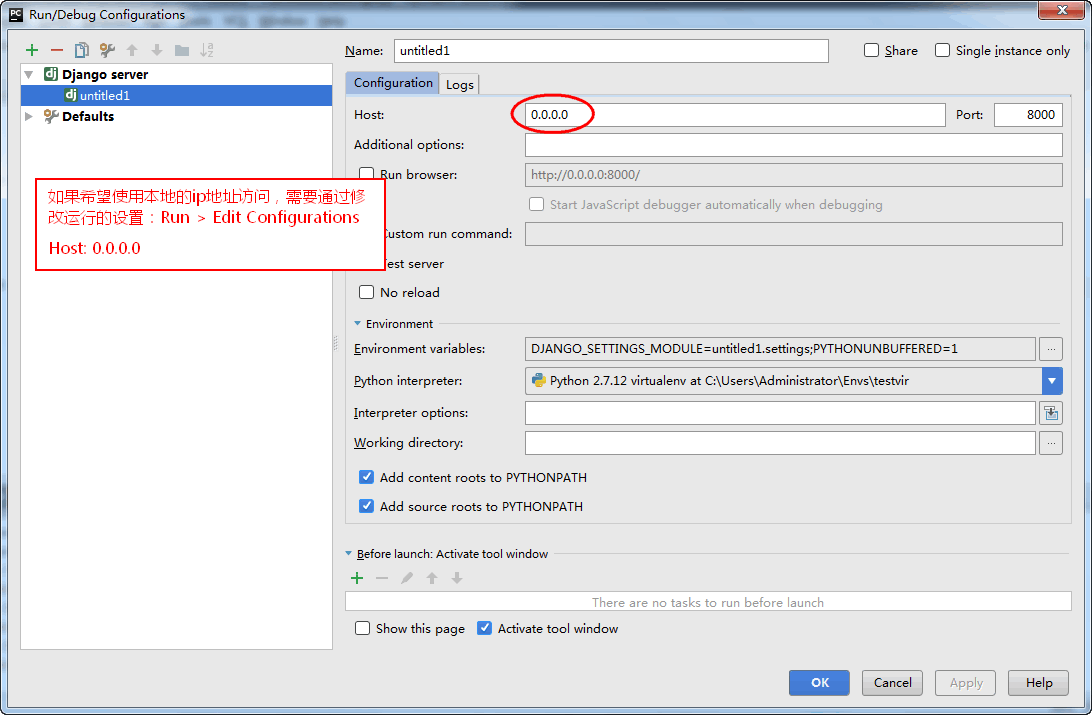 Run/Debug Configurations
Name: untitled1
Share
Single instance only
Django server
untitled1
Defaults
Configuration
Logs
Host: 0.0.0.0 Port: 8000
Additional options:
Run browser: http://0.0.0.0:8000/
Start JavaScript debugger automatically when debugging
如果希望使用本地的ip地址访问，需要通过修
改运行的设置：Run > Edit Configurations
Host: 0.0.0.0
ustom run command:
est server
No reload
Environment
Environment variables: DJANGO_SETTINGS_MODULE=untitled1.settings;PYTHONUNBUFFERED=1 ...
Python interpreter: Python 2.7.12 virtualenv at C:\Users\Administrator\Envs\testvir
Interpreter options:
Working directory: ...
Add content roots to PYTHONPATH
Add source roots to PYTHONPATH
Before launch: Activate tool window
There are no tasks to run before launch
Show this page
Activate tool window
OK
Cancel
Apply
Help